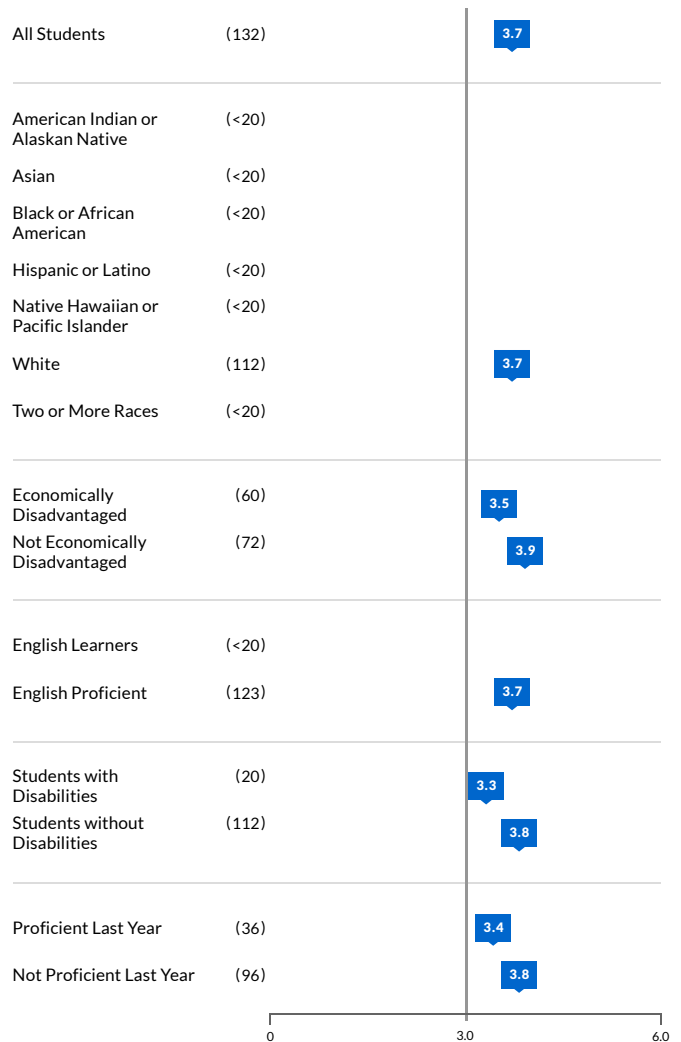 All Students (132) 3.7
American Indian or (<20)
Alaskan Native
Asian (<20)
Black or African (<20)
American
Hispanic or Latino (<20)
Native Hawaiian or (<20)
Pacific Islander
White (112) 3.7
Two or More Races (<20)
Economically (60) 3.5
Disadvantaged
Not Economically (72) 3.9
Disadvantaged
English Learners (<20)
English Proficient (123) 3.7
Students with (20) 3.3
Disabilities
Students without (112) 3.8
Disabilities
Proficient Last Year (36) 3.4
Not Proficient Last Year (96) 3.8
0 3.0 6.0